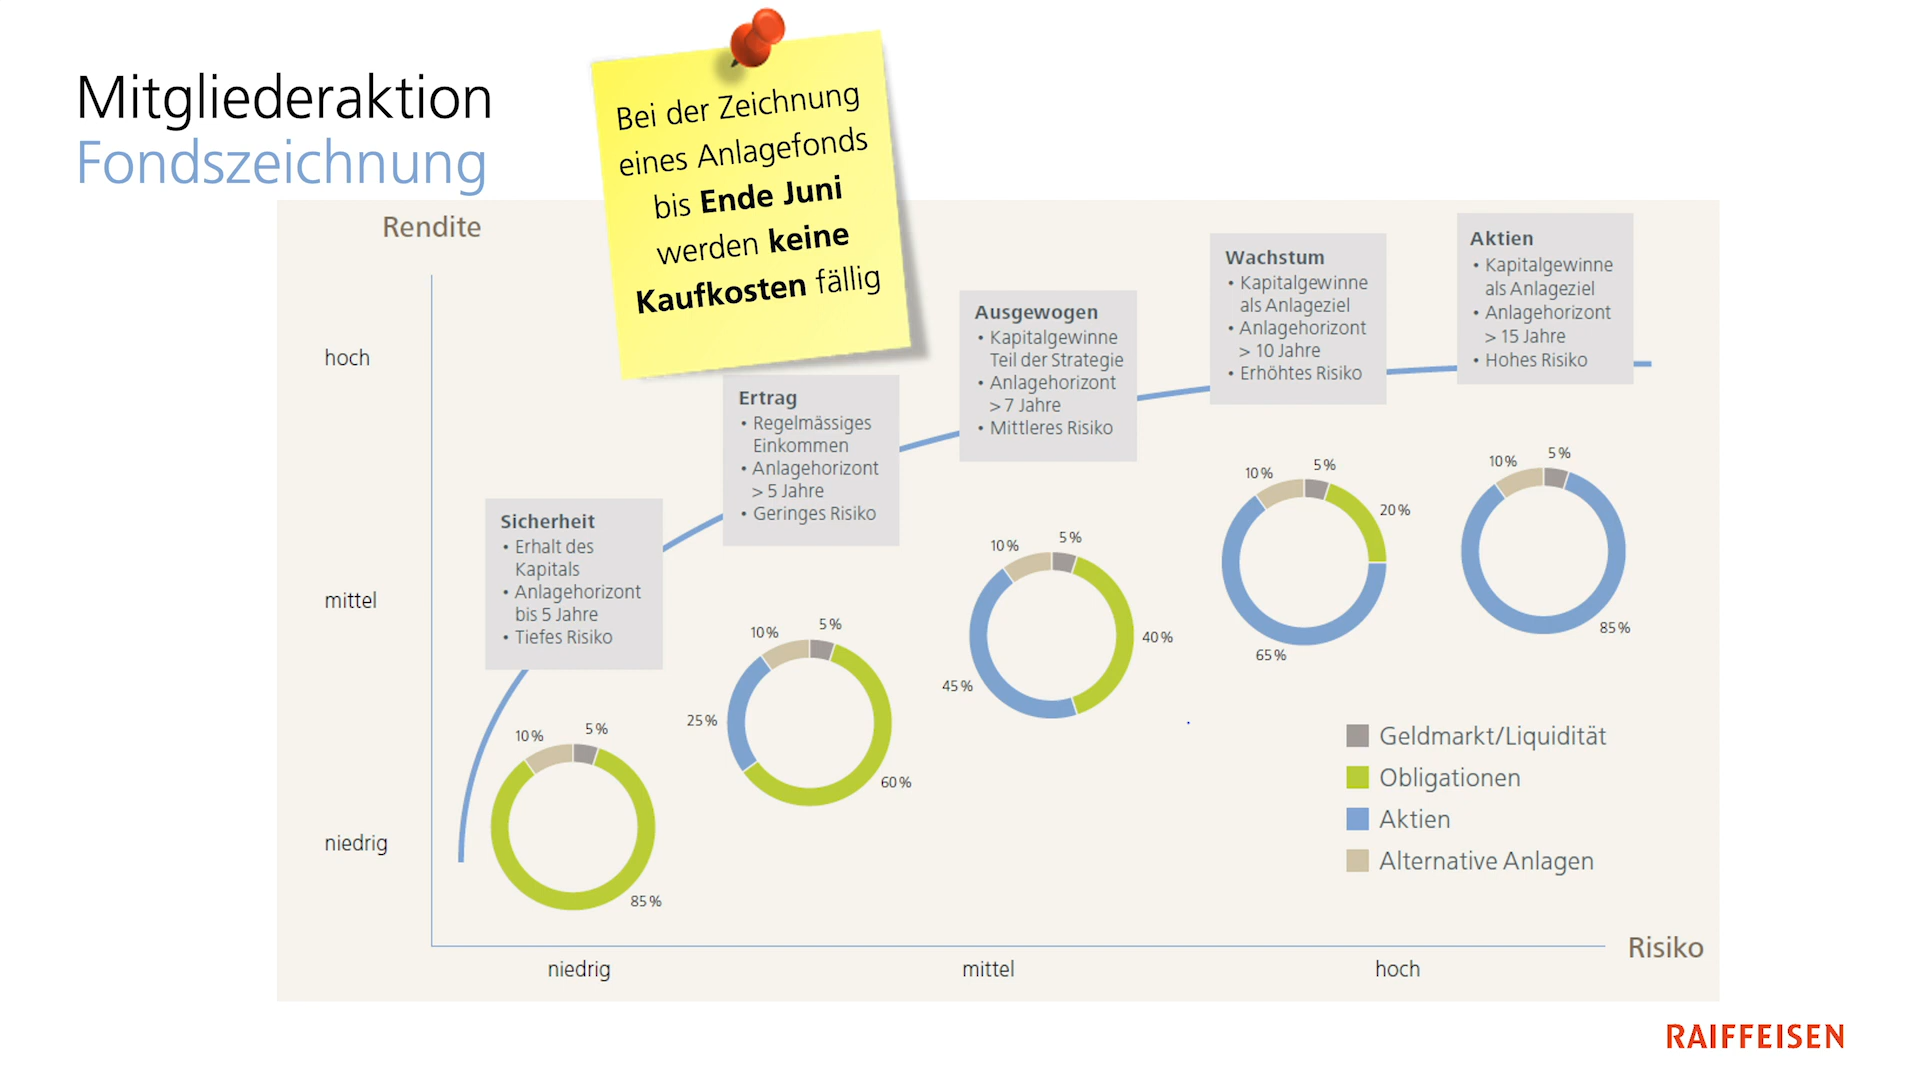 Mitgliederaktion
Fondszeichnung
Bei der Zeichnung
eines Anlagefonds
bis Ende Juni
werden keine
Kaufkosten fällig
Rendite
hoch
mittel
niedrig
Sicherheit
• Erhalt des
Kapitals
• Anlagehorizont
bis 5 Jahre
• Tiefes Risiko
Ertrag
• Regelmässiges
Einkommen
• Anlagehorizont
> 5 Jahre
• Geringes Risiko
Ausgewogen
• Kapitalgewinne
Teil der Strategie
• Anlagehorizont
> 7 Jahre
• Mittleres Risiko
Wachstum
• Kapitalgewinne
als Anlageziel
• Anlagehorizont
> 10 Jahre
• Erhöhtes Risiko
Aktien
• Kapitalgewinne
als Anlageziel
• Anlagehorizont
> 15 Jahre
• Hohes Risiko
10 %
5 %
85 %
10 %
5 %
25 %
60 %
10 %
5 %
40 %
45 %
10 %
5 %
20 %
65 %
10 %
5 %
85 %
Geldmarkt/Liquidität
Obligationen
Aktien
Alternative Anlagen
Risiko
niedrig
mittel
hoch
RAIFFEISEN